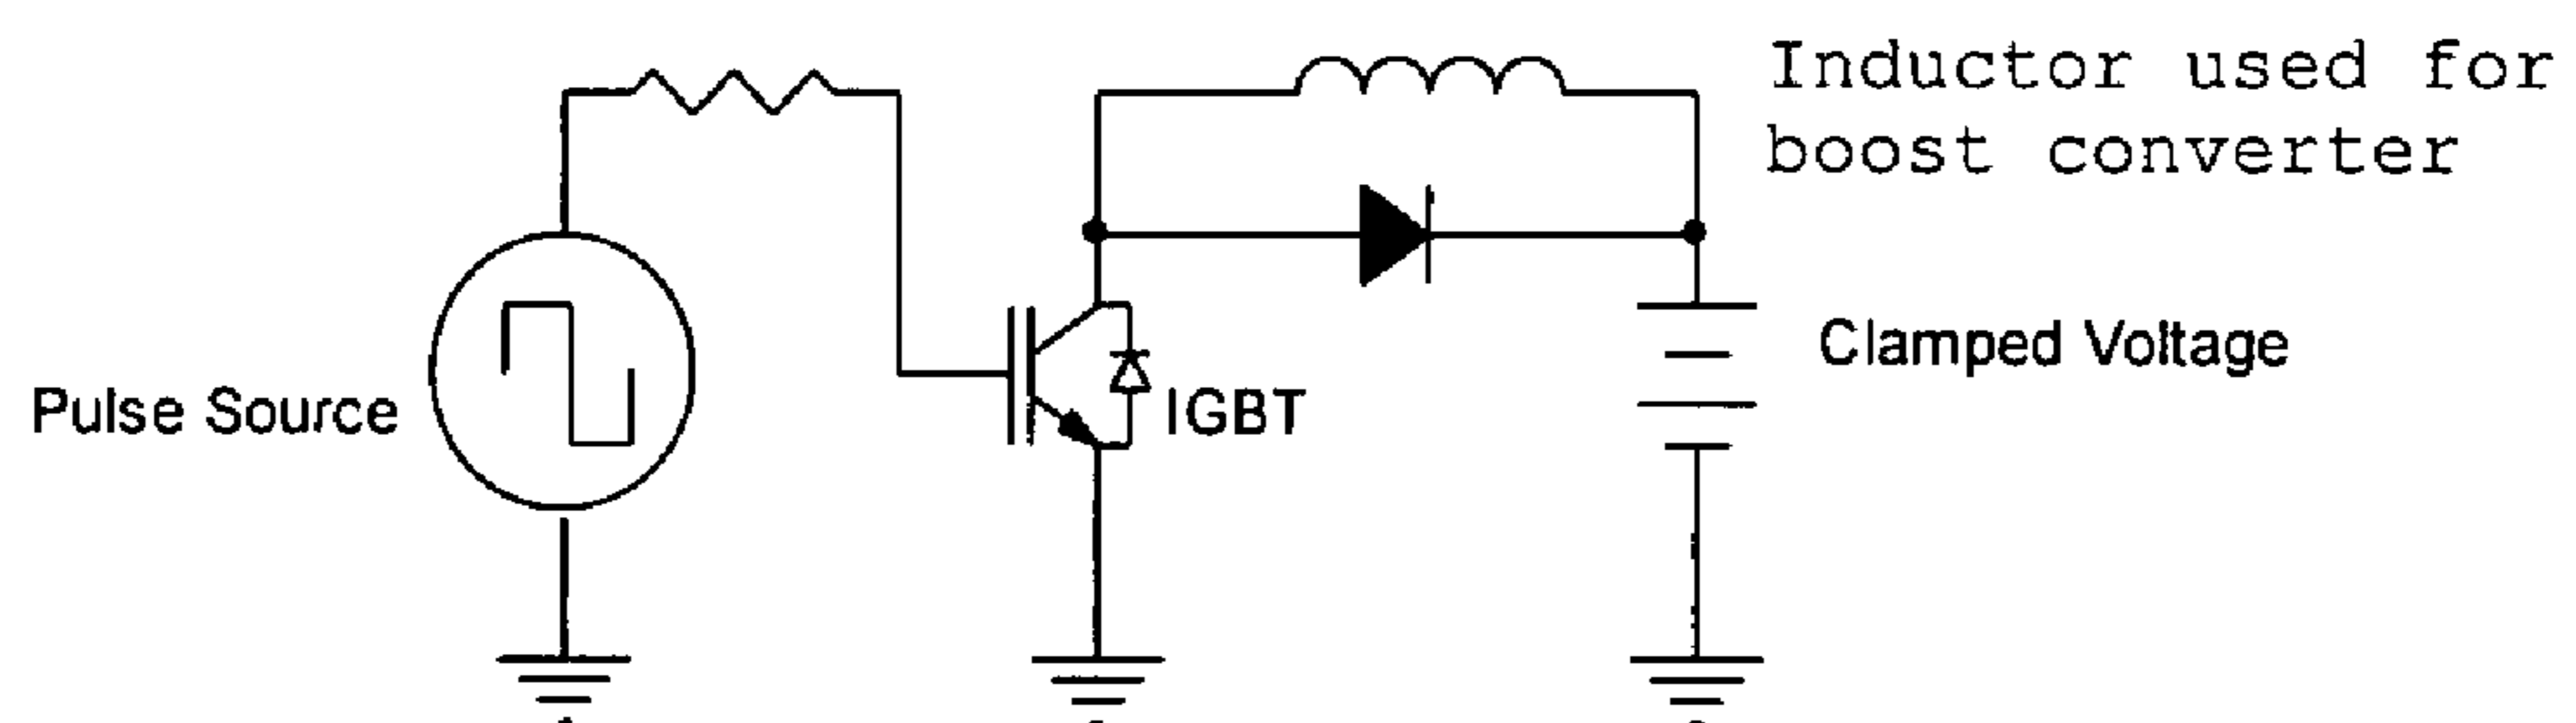 Inductor used for
boost converter
Clamped Voltage
Pulse Source
IGBT